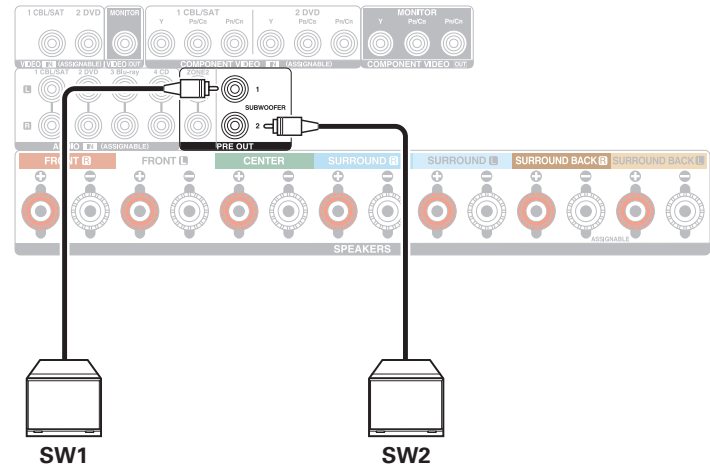 1 CBL/SAT 2 DVD MONITOR 1 CBL/SAT 2 DVD MONITOR
Y PB/CB PR/CR Y PB/CB PR/CR Y PB/CB PR/CR
VIDEO IN (ASSIGNABLE) VIDEO OUT COMPONENT VIDEO IN (ASSIGNABLE) COMPONENT VIDEO OUT
1 CBL/SAT 2 DVD 3 Blu-ray 4 CD ZONE2
L 1
SUBWOOFER
R 2
AUDIO IN (ASSIGNABLE) PRE OUT
FRONT R FRONT L CENTER SURROUND R SURROUND L SURROUND BACK R SURROUND BACK L
ASSIGNABLE
SPEAKERS
SW1 SW2